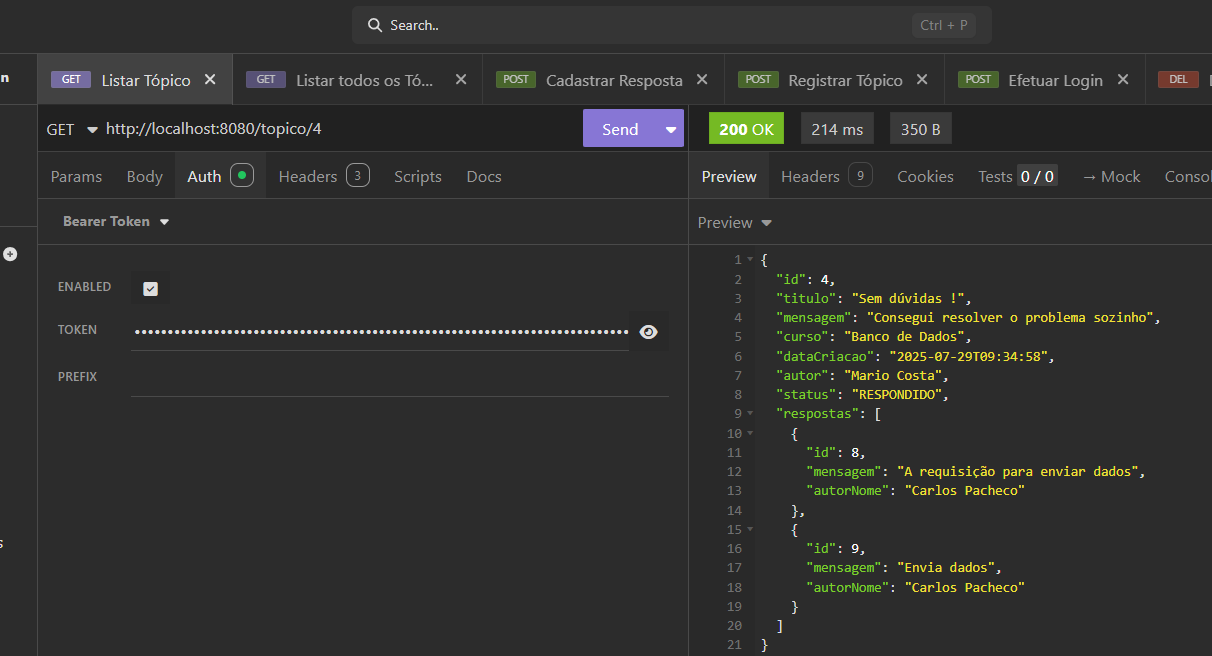 Search.. Ctrl + P
n GET Listar Tópico GET Listar todos os Tó... POST Cadastrar Resposta POST Registrar Tópico POST Efetuar Login DEL
GET http://localhost:8080/topico/4 Send 200 OK 214 ms 350 B
Params Body Auth Headers 3 Scripts Docs Preview Headers 9 Cookies Tests 0 / 0 → Mock Consol
Bearer Token Preview
ENABLED
TOKEN ••••••••••••••••••••••••••••••••••••••••••••••••••••••••••••••••••
PREFIX
s
1 {
2 "id": 4,
3 "titulo": "Sem dúvidas !",
4 "mensagem": "Consegui resolver o problema sozinho",
5 "curso": "Banco de Dados",
6 "dataCriacao": "2025-07-29T09:34:58",
7 "autor": "Mario Costa",
8 "status": "RESPONDIDO",
9 "respostas": [
10 {
11 "id": 8,
12 "mensagem": "A requisição para enviar dados",
13 "autorNome": "Carlos Pacheco"
14 },
15 {
16 "id": 9,
17 "mensagem": "Envia dados",
18 "autorNome": "Carlos Pacheco"
19 }
20 ]
21 }